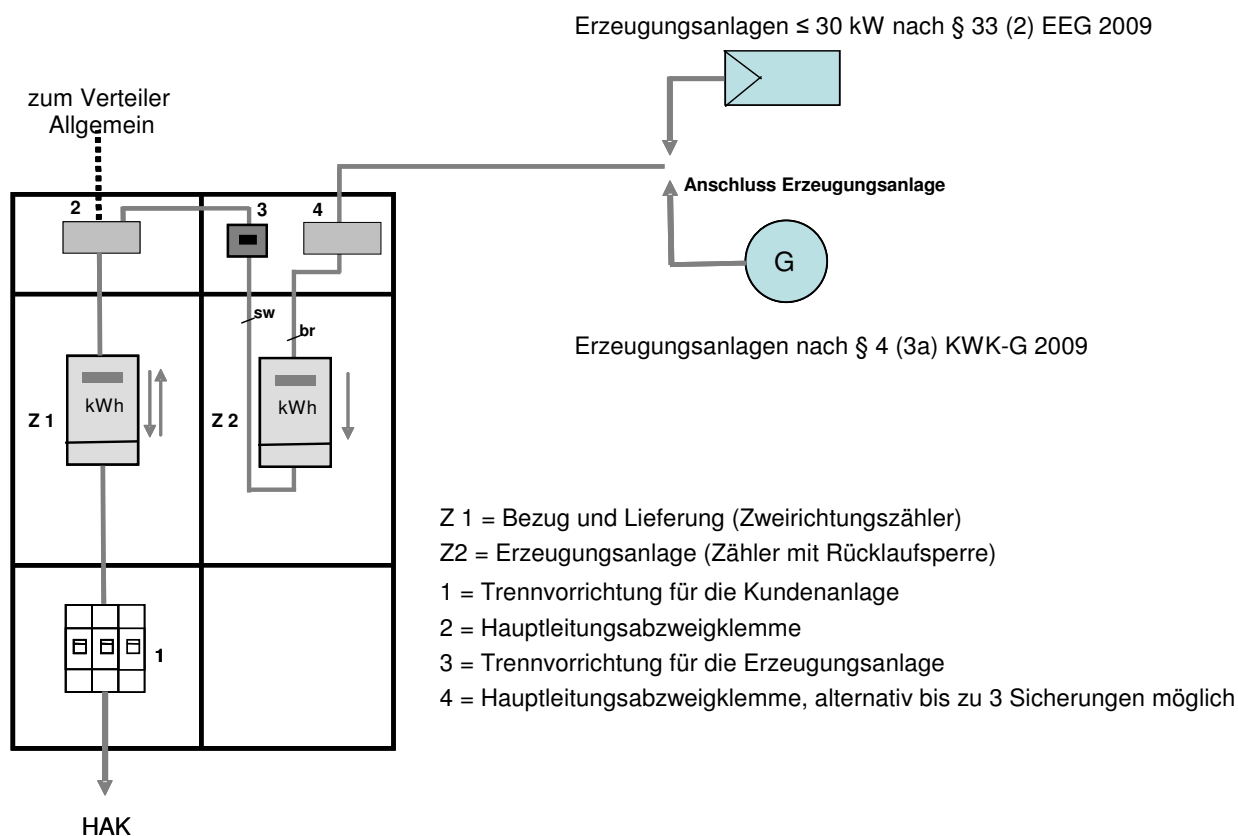 Erzeugungsanlagen ≤ 30 kW nach § 33 (2) EEG 2009
zum Verteiler
Allgemein
Anschluss Erzeugungsanlage
2
3
4
G
sw
br
Erzeugungsanlagen nach § 4 (3a) KWK-G 2009
kWh
kWh
Z 1
Z 2
Z 1 = Bezug und Lieferung (Zweirichtungszähler)
Z2 = Erzeugungsanlage (Zähler mit Rücklaufsperre)
1 = Trennvorrichtung für die Kundenanlage
2 = Hauptleitungsabzweigklemme
3 = Trennvorrichtung für die Erzeugungsanlage
4 = Hauptleitungsabzweigklemme, alternativ bis zu 3 Sicherungen möglich
1
HAK